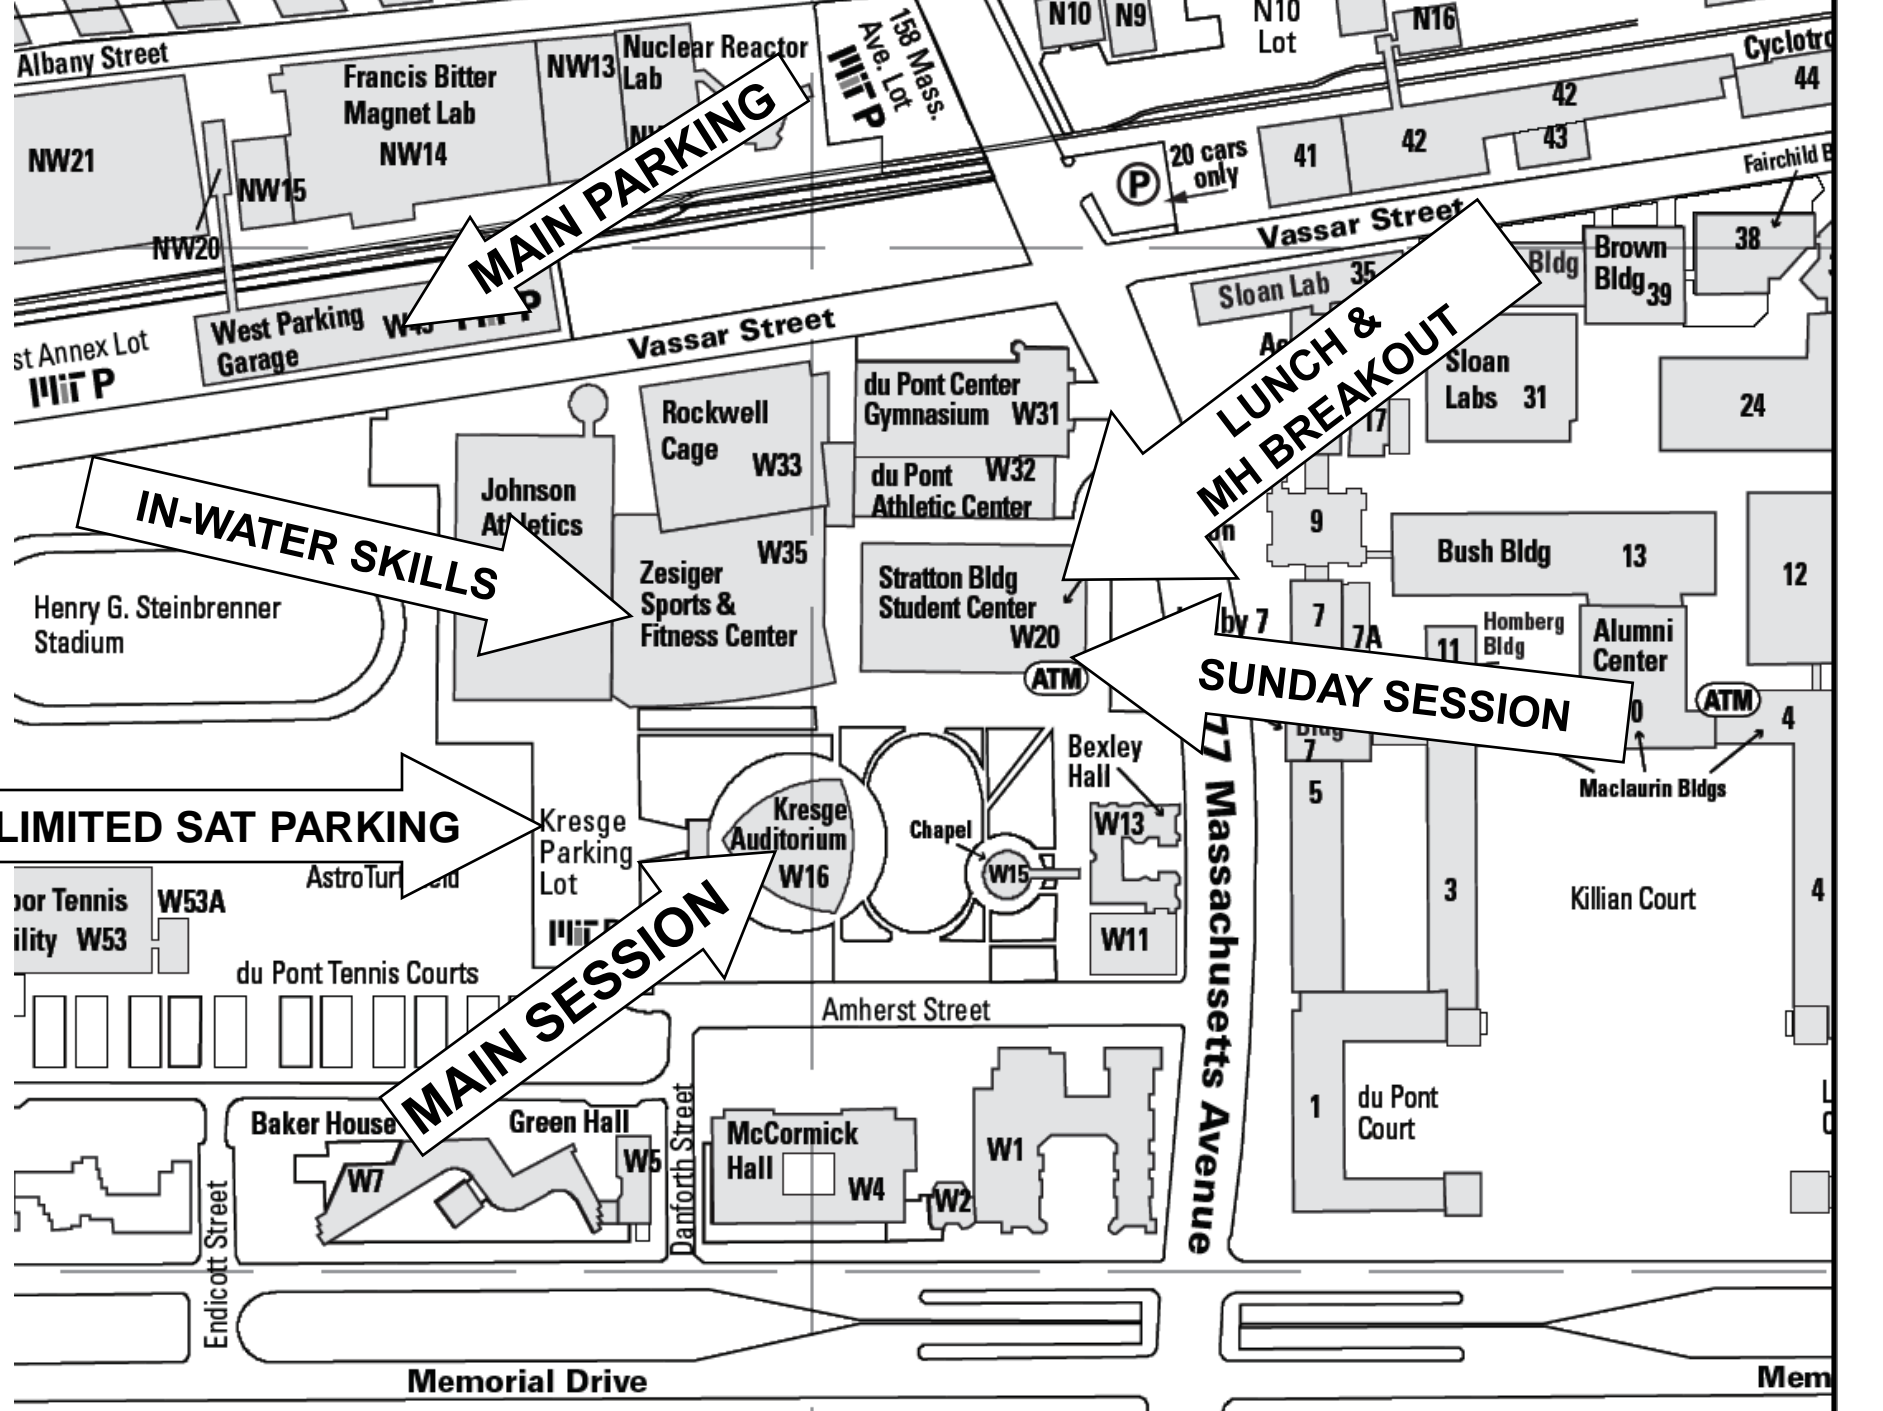 Albany Street
Francis Bitter
Magnet Lab
NW14
NW13
Nuclear Reactor
Lab
158 Mass.
Ave. Lot
MIT P
N10
N9
N10
Lot
N16
42
44
NW21
NW15
NW20
MAIN PARKING
P
20 cars
only
41
42
43
Vassar Street
38
Brown
Bldg
39
Bldg
Sloan Lab
35
West Parking
Garage
Annex Lot
MIT P
Vassar Street
LUNCH &
MH BREAKOUT
Sloan
Labs 31
17
24
Rockwell
Cage
W33
du Pont Center
Gymnasium W31
du Pont
Athletic Center
W32
Johnson
Athletics
IN-WATER SKILLS
W35
Zesiger
Sports &
Fitness Center
Stratton Bldg
Student Center
W20
ATM
9
Bush Bldg 13
12
Henry G. Steinbrenner
Stadium
7
7A
11
Homberg
Bldg
Alumni
Center
SUNDAY SESSION
ATM
4
Bldg
7
Maclaurin Bldgs
77 Massachusetts Avenue
Bexley
Hall
W13
LIMITED SAT PARKING
Kresge
Parking
Lot
Kresge
Auditorium
W16
Chapel
W15
5
3
Killian Court
4
Tennis
W53
W53A
W11
MAIN SESSION
du Pont Tennis Courts
Amherst Street
Baker House
Green Hall
W7
W5
Danforth Street
McCormick
Hall
W4
W2
W1
1
du Pont
Court
Endicott Street
Memorial Drive